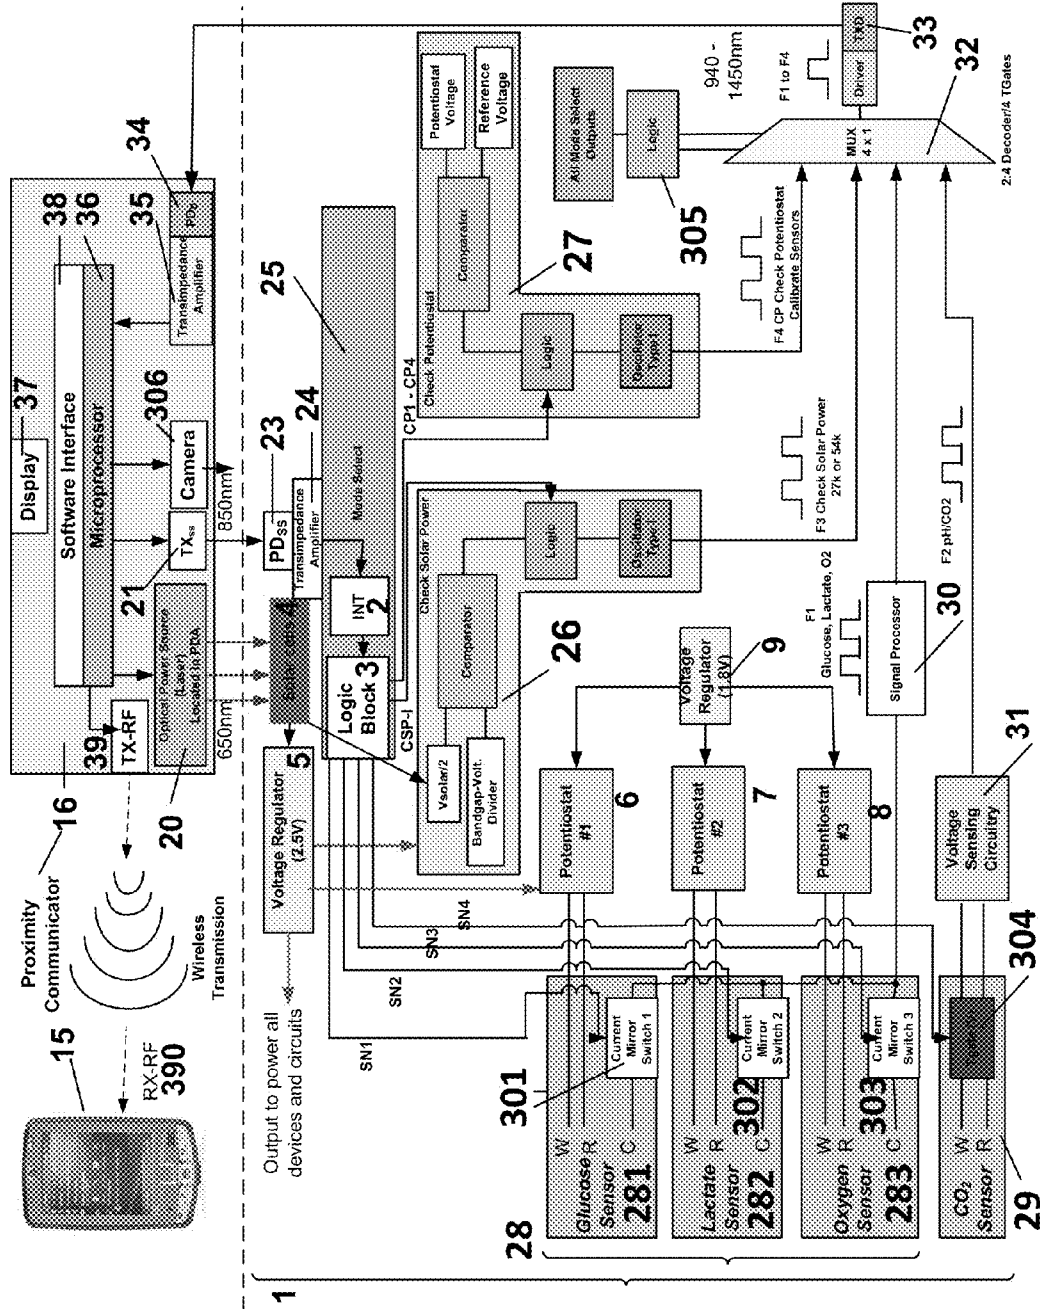 15
RX-RF
390
Proximity
Communicator
16
Wireless
Transmission
39
TX-RF
20
Optical Power Source
(Laser)
Located in PDA
650nm
21
TXSS
Display
37
Software Interface
38
Microprocessor
36
306
Camera
850nm
34
35
PDP
Transimpedance
Amplifier
1
Output to power all
devices and circuits
Voltage Regulator
(2.5V)
5
4
PDSS
23
Transimpedance
Amplifier
24
25
Mode Select
INT
2
Logic
Block
3
SN1
SN2
SN3
SN4
CSP-I
CP1 - CP4
Check Solar Power
Vsolar/2
Bandgap-Volt.
Divider
Comparator
Logic
Oscillator
Type I
26
Check Potentiostat
Potentiostat
Voltage
Reference
Voltage
Comparator
Logic
Oscillator
Type I
27
All Mode Select
Outputs
Logic
305
940 -
1450nm
F1 to F4
Driver
TXD
33
32
MUX
4 x 1
2:4 Decoder/4 TGates
F4 CP Check Potentiostat
Calibrate Sensors
F3 Check Solar Power
27k or 54k
F1
Glucose, Lactate, O2
F2 pH/CO2
Voltage
Regulator
(1.8V)
9
Potentiostat
#1
6
Potentiostat
#2
7
Potentiostat
#3
8
Signal Processor
30
Voltage
Sensing
Circuitry
31
28
Glucose
Sensor
281
W
R
C
301
Current
Mirror
Switch 1
Lactate
Sensor
282
W
R
C
302
Current
Mirror
Switch 2
Oxygen
Sensor
283
W
R
C
303
Current
Mirror
Switch 3
CO2
Sensor
29
W
R
304